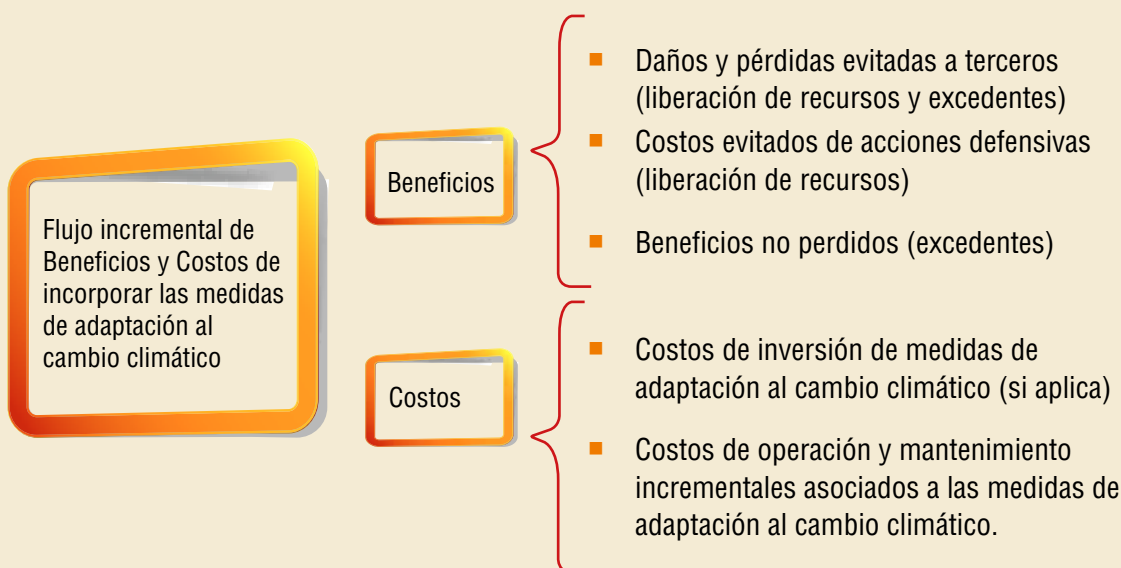 Flujo incremental de
Beneficios y Costos de
incorporar las medidas
de adaptación al
cambio climático
Beneficios
Daños y pérdidas evitadas a terceros
(liberación de recursos y excedentes)
Costos evitados de acciones defensivas
(liberación de recursos)
Beneficios no perdidos (excedentes)
Costos
Costos de inversión de medidas de
adaptación al cambio climático (si aplica)
Costos de operación y mantenimiento
incrementales asociados a las medidas de
adaptación al cambio climático.